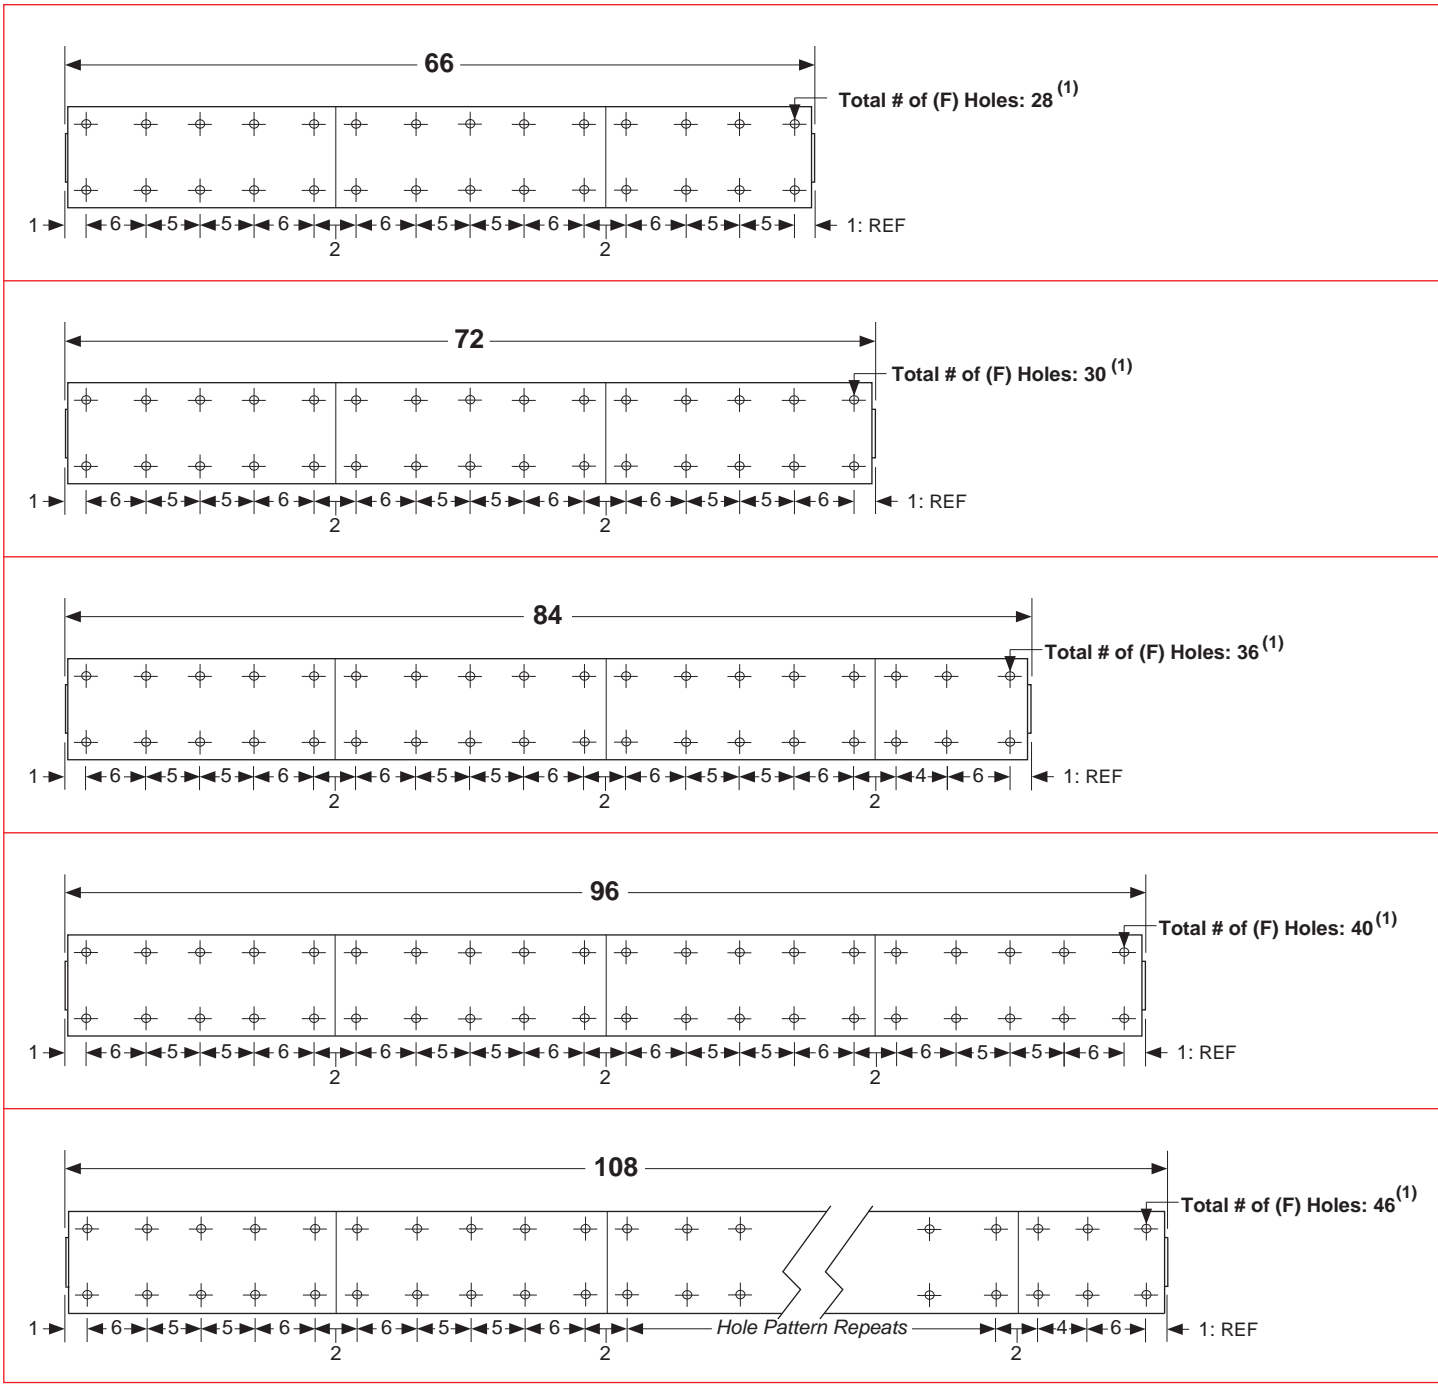 66
Total # of (F) Holes: 28 (1)
1 6 5 5 6 6 5 5 6 6 5 5 1: REF
2 2
72
Total # of (F) Holes: 30 (1)
1 6 5 5 6 6 5 5 6 6 5 5 6 1: REF
2 2
84
Total # of (F) Holes: 36 (1)
1 6 5 5 6 6 5 5 6 6 5 5 6 4 6 1: REF
2 2 2
96
Total # of (F) Holes: 40 (1)
1 6 5 5 6 6 5 5 6 6 5 5 6 6 5 5 6 1: REF
2 2 2
108
Total # of (F) Holes: 46 (1)
1 6 5 5 6 6 5 5 6 Hole Pattern Repeats 4 6 1: REF
2 2 2